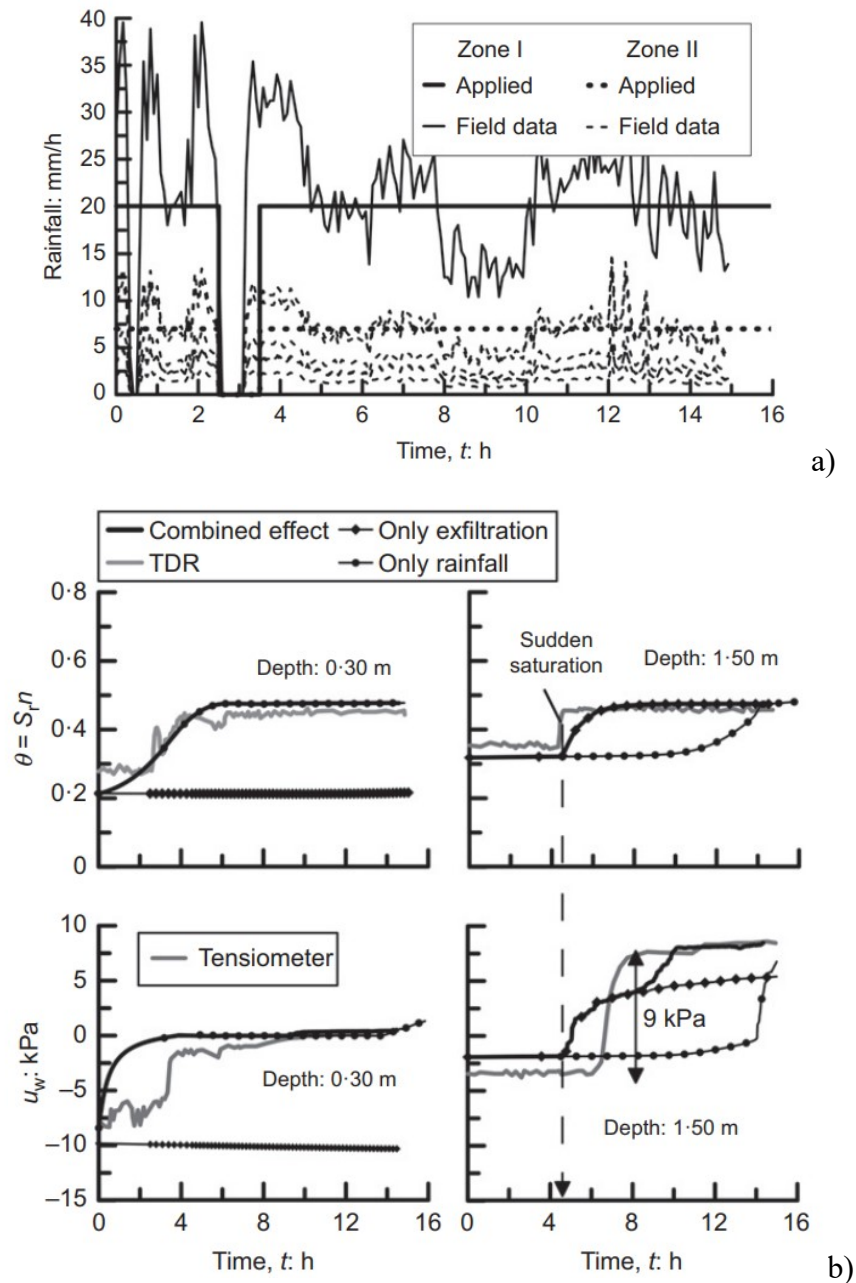 40
35
30
25
20
15
10
5
0
Rainfall: mm/h
Zone I Zone II
Applied Applied
Field data Field data
0 2 4 6 8 10 12 14 16
Time, t: h
a)
Combined effect Only exfiltration
TDR Only rainfall
0·8
0·6
0·4
0·2
0
θ = Sᵣn
Depth: 0·30 m
Sudden
saturation
Depth: 1·50 m
10
5
0
−5
−10
−15
u_w: kPa
Tensiometer
Depth: 0·30 m
9 kPa
Depth: 1·50 m
0 4 8 12 16
Time, t: h
0 4 8 12 16
Time, t: h
b)